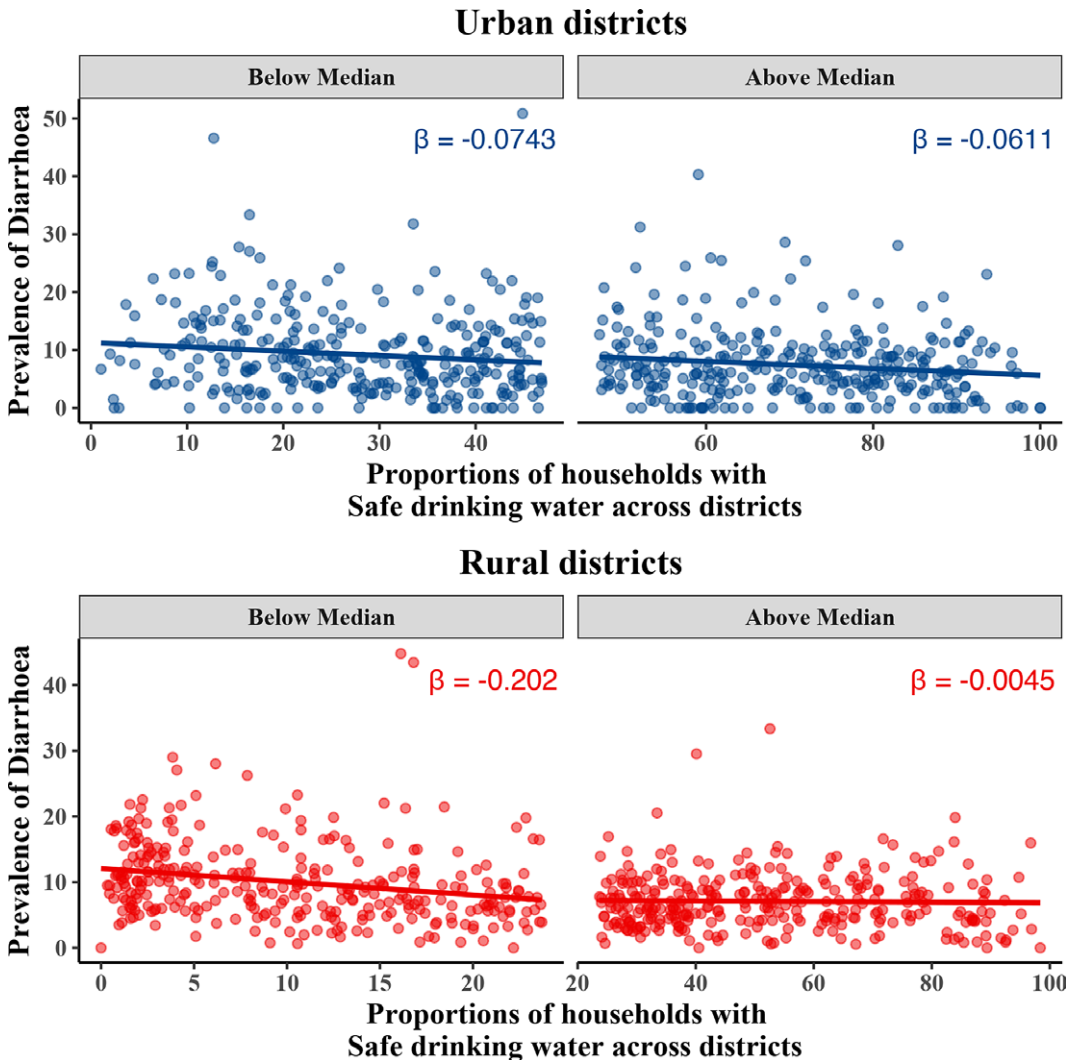 Urban districts
Below Median
Above Median
Prevalence of Diarrhoea
50
40
30
20
10
0
β = -0.0743
β = -0.0611
0 10 20 30 40
60 80 100
Proportions of households with
Safe drinking water across districts
Rural districts
Below Median
Above Median
Prevalence of Diarrhoea
40
30
20
10
0
β = -0.202
β = -0.0045
0 5 10 15 20
20 40 60 80 100
Proportions of households with
Safe drinking water across districts